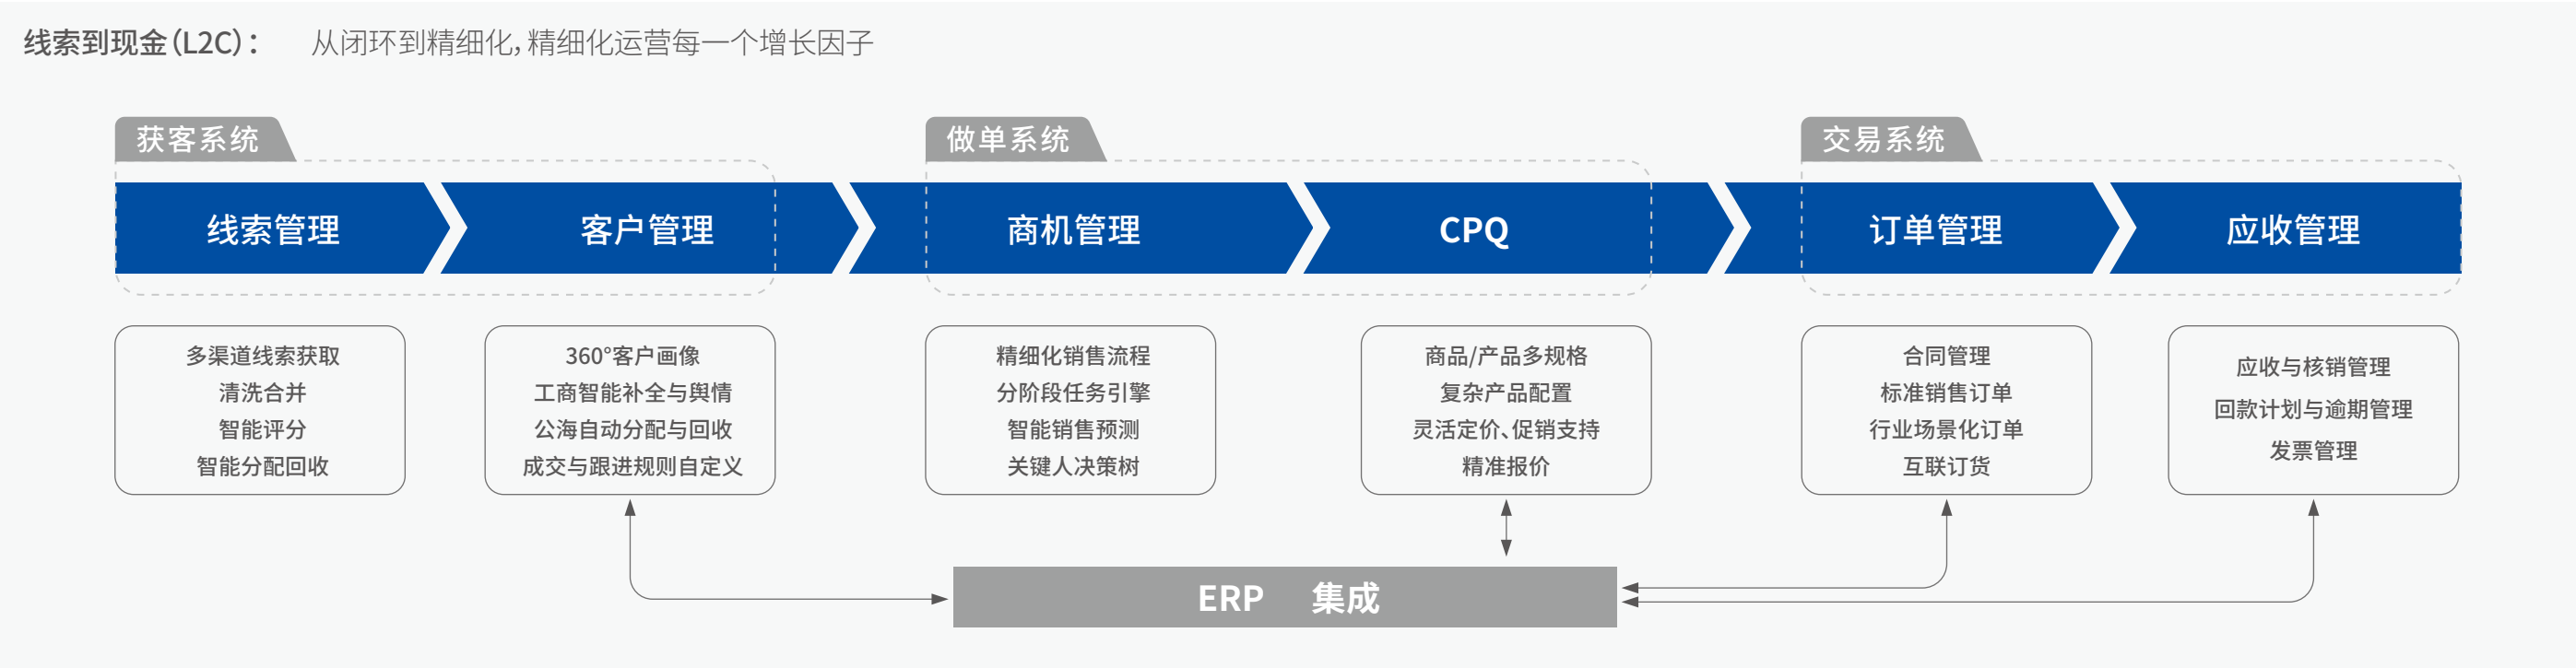 线索到现金(L2C)： 从闭环到精细化,精细化运营每一个增长因子
获客系统
做单系统
交易系统
线索管理
客户管理
商机管理
CPQ
订单管理
应收管理
多渠道线索获取
清洗合并
智能评分
智能分配回收
360°客户画像
工商智能补全与舆情
公海自动分配与回收
成交与跟进规则自定义
精细化销售流程
分阶段任务引擎
智能销售预测
关键人决策树
商品/产品多规格
复杂产品配置
灵活定价、促销支持
精准报价
合同管理
标准销售订单
行业场景化订单
互联订货
应收与核销管理
回款计划与逾期管理
发票管理
ERP 集成